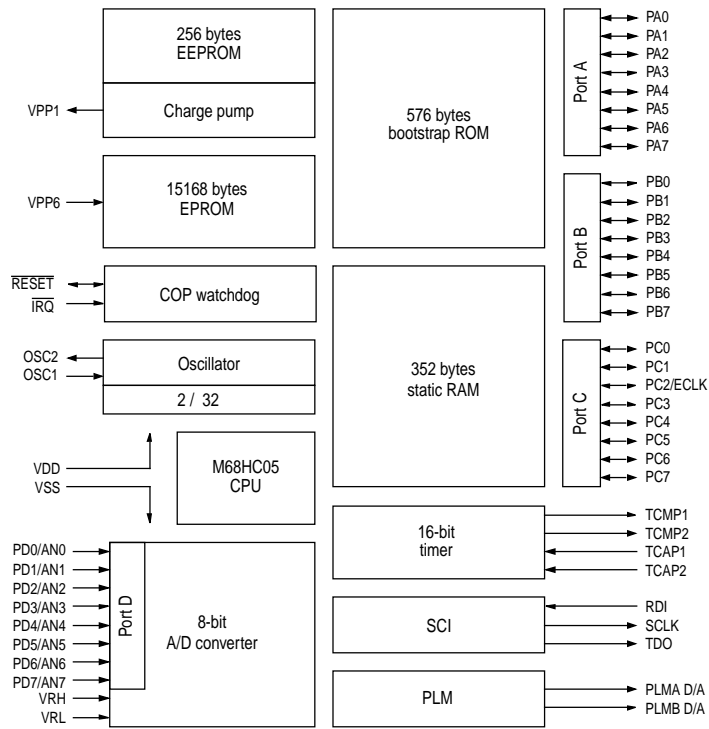 256 bytes
EEPROM
Charge pump
VPP1
15168 bytes
EPROM
VPP6
COP watchdog
RESET
IRQ
Oscillator
2 / 32
OSC2
OSC1
M68HC05
CPU
VDD
VSS
PD0/AN0
PD1/AN1
PD2/AN2
PD3/AN3
PD4/AN4
PD5/AN5
PD6/AN6
PD7/AN7
VRH
VRL
Port D
8-bit
A/D converter
576 bytes
bootstrap ROM
352 bytes
static RAM
16-bit
timer
SCI
PLM
Port A
PA0
PA1
PA2
PA3
PA4
PA5
PA6
PA7
Port B
PB0
PB1
PB2
PB3
PB4
PB5
PB6
PB7
Port C
PC0
PC1
PC2/ECLK
PC3
PC4
PC5
PC6
PC7
TCMP1
TCMP2
TCAP1
TCAP2
RDI
SCLK
TDO
PLMA D/A
PLMB D/A